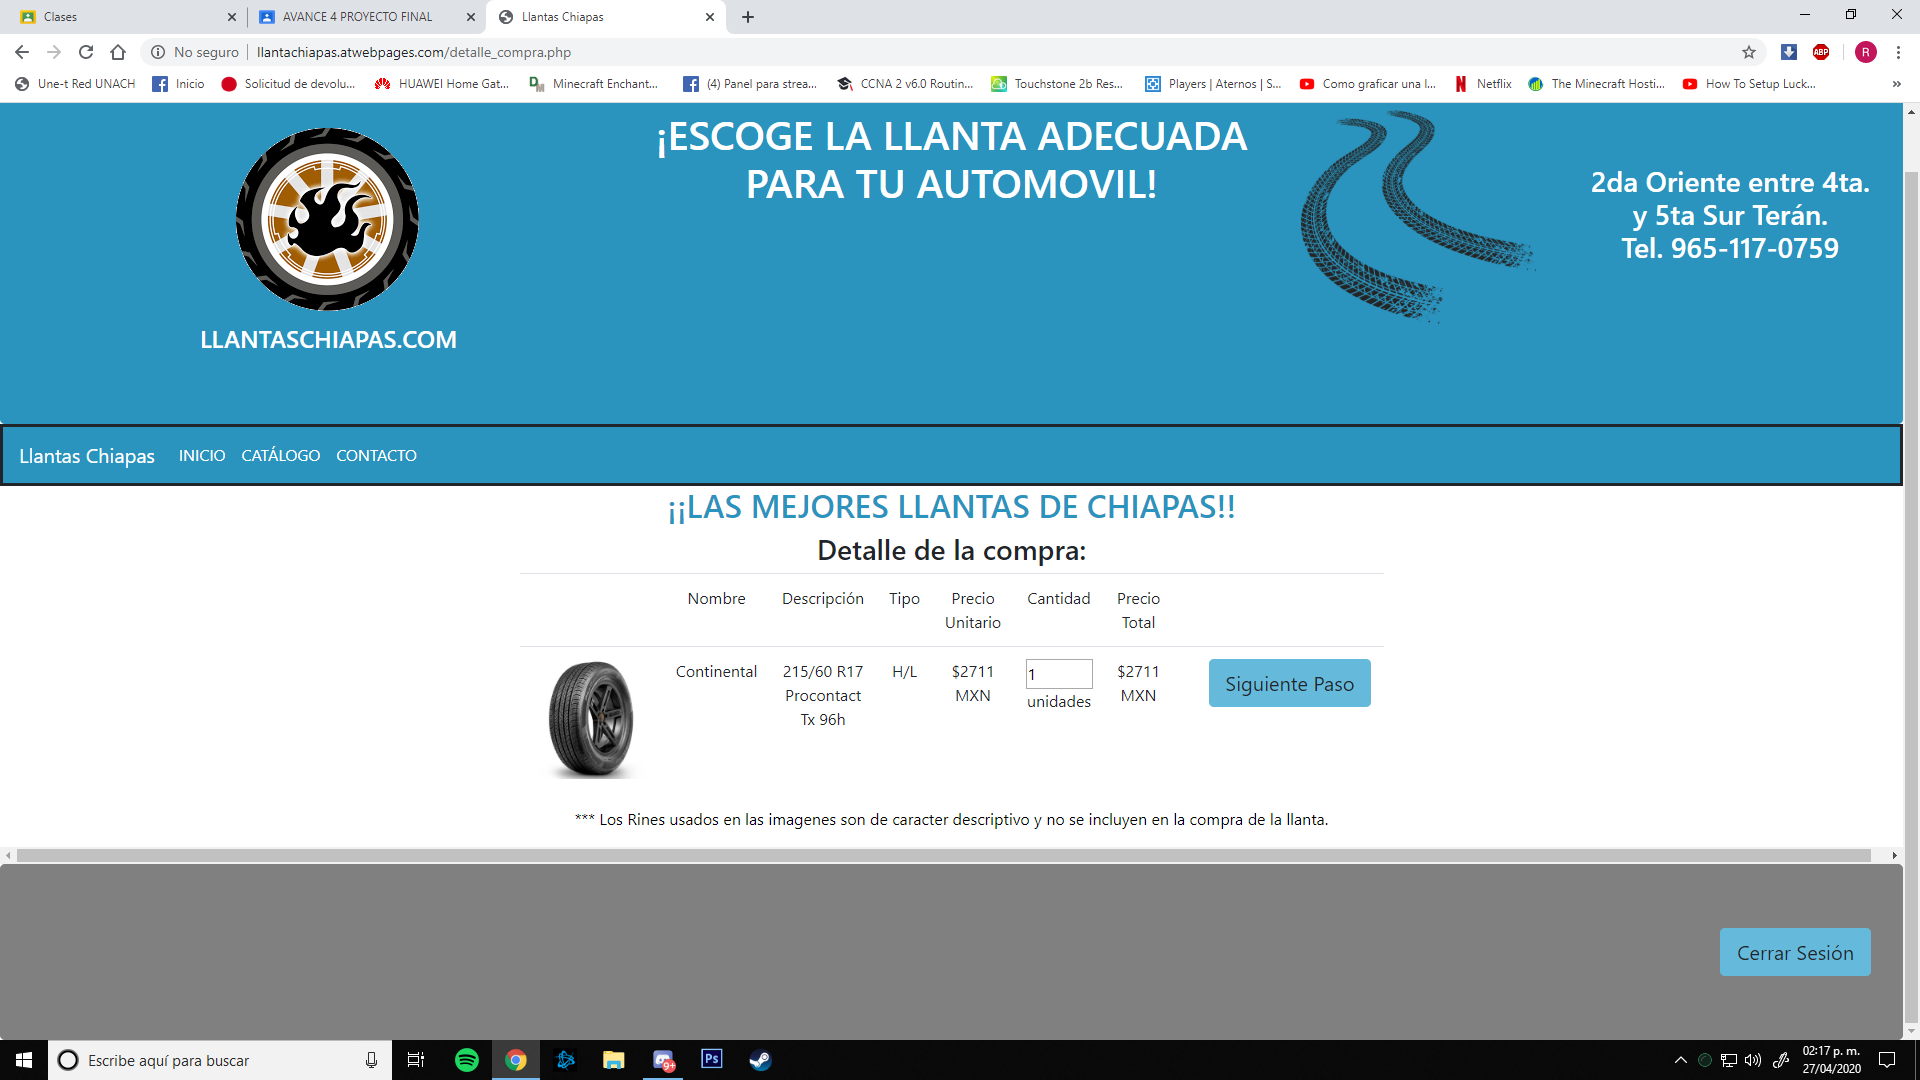 Clases
AVANCE 4 PROYECTO FINAL
Llantas Chiapas
No seguro
llantachiapas.atwebpages.com/detalle_compra.php
ABP
R
Une-t Red UNACH
Inicio
Solicitud de devolu...
HUAWEI Home Gat...
Minecraft Enchant...
(4) Panel para strea...
CCNA 2 v6.0 Routin...
Touchstone 2b Res...
Players | Aternos | S...
Como graficar una l...
Netflix
The Minecraft Hosti...
How To Setup Luck...
»
¡ESCOGE LA LLANTA ADECUADA
PARA TU AUTOMOVIL!
2da Oriente entre 4ta.
y 5ta Sur Terán.
Tel. 965-117-0759
LLANTASCHIAPAS.COM
Llantas Chiapas
INICIO
CATÁLOGO
CONTACTO
¡¡LAS MEJORES LLANTAS DE CHIAPAS!!
Detalle de la compra:
Nombre
Descripción
Tipo
Precio
Unitario
Cantidad
Precio
Total
Continental
215/60 R17
Procontact
Tx 96h
H/L
$2711
MXN
1
unidades
$2711
MXN
Siguiente Paso
*** Los Rines usados en las imagenes son de caracter descriptivo y no se incluyen en la compra de la llanta.
Cerrar Sesión
Escribe aquí para buscar
9+
Ps
02:17 p. m.
27/04/2020